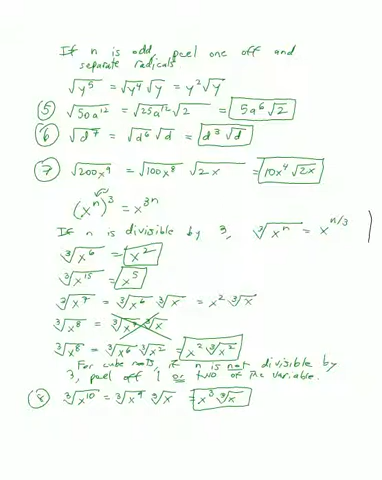 If n is odd, peel one off and
separate radicals
√y⁵ = √y⁴ √y = y² √y
⑤ √50a¹² = √25a¹² √2 = 5a⁶ √2
⑥ √d⁷ = √d⁶ √d = d³ √d
⑦ √200x⁹ = √100x⁸ √2x = 10x⁴ √2x
(xⁿ)³ = x³ⁿ
If n is divisible by 3, ∛xⁿ = x^(n/3)
∛x⁶ = x²
∛x¹⁵ = x⁵
∛x⁷ = ∛x⁶ ∛x = x² ∛x
∛x⁸ = ∛x⁷ ∛x
∛x⁸ = ∛x⁶ ∛x² = x² ∛x²
For cube roots, if n is not divisible by
3, peel off 1 or two of the variable.
⑧ ∛x¹⁰ = ∛x⁹ ∛x = x³ ∛x